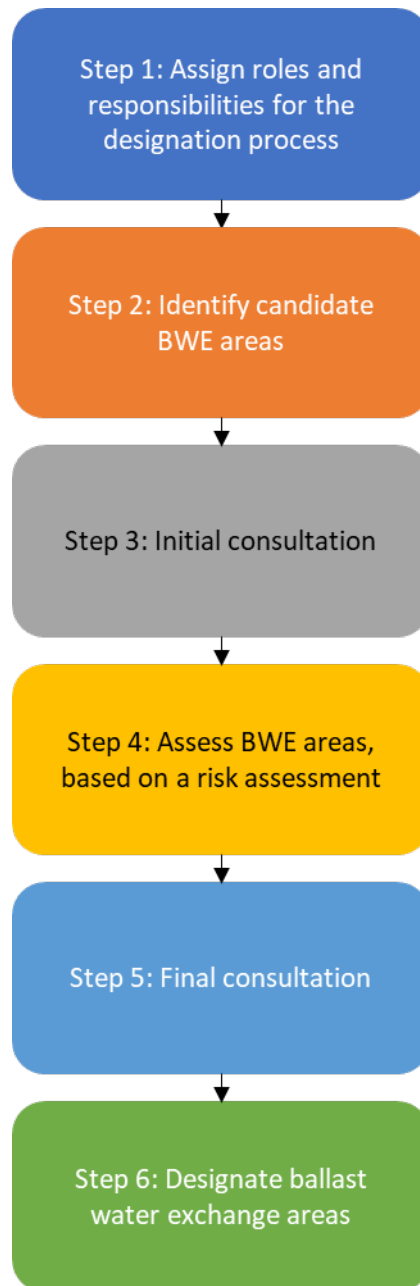 Step 1: Assign roles and
responsibilities for the
designation process
Step 2: Identify candidate
BWE areas
Step 3: Initial consultation
Step 4: Assess BWE areas,
based on a risk assessment
Step 5: Final consultation
Step 6: Designate ballast
water exchange areas